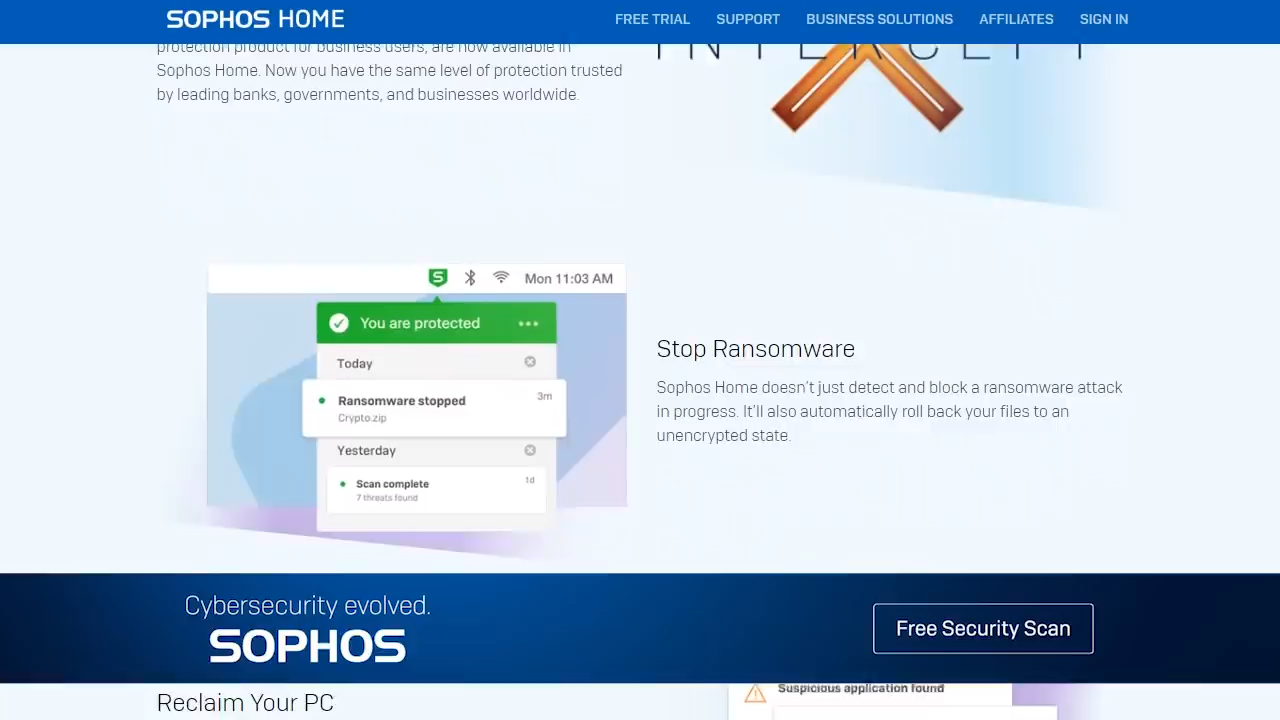 SOPHOS HOME
FREE TRIAL SUPPORT BUSINESS SOLUTIONS AFFILIATES SIGN IN
protection product for business users, are now available in
Sophos Home. Now you have the same level of protection trusted
by leading banks, governments, and businesses worldwide.
INTERCEPT
Mon 11:03 AM
You are protected
Today
Ransomware stopped
3m
Crypto.zip
Yesterday
Scan complete
1d
7 threats found
Stop Ransomware
Sophos Home doesn't just detect and block a ransomware attack
in progress. It'll also automatically roll back your files to an
unencrypted state.
Cybersecurity evolved.
SOPHOS
Free Security Scan
Reclaim Your PC
Suspicious application found